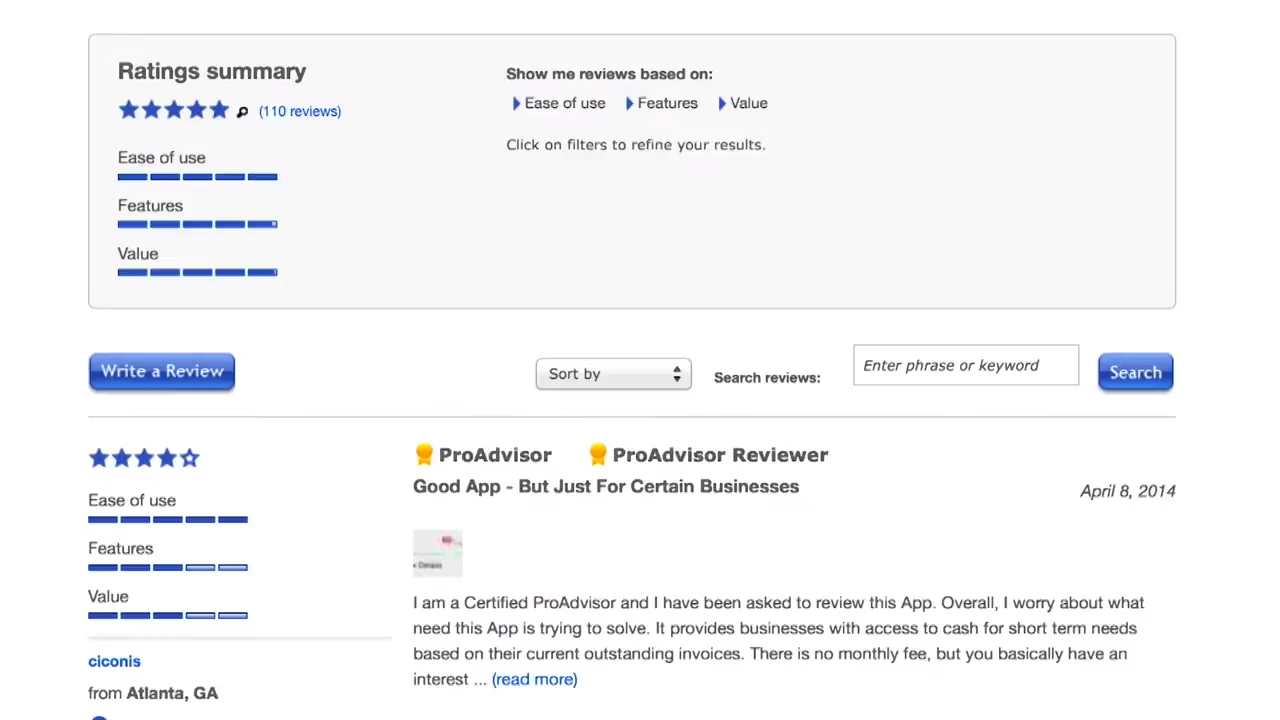 Ratings summary
(110 reviews)
Ease of use
Features
Value
Show me reviews based on:
Ease of use Features Value
Click on filters to refine your results.
Write a Review
Sort by
Search reviews:
Enter phrase or keyword
Search
Ease of use
Features
Value
ciconis
from Atlanta, GA
ProAdvisor ProAdvisor Reviewer
Good App - But Just For Certain Businesses
April 8, 2014
I am a Certified ProAdvisor and I have been asked to review this App. Overall, I worry about what
need this App is trying to solve. It provides businesses with access to cash for short term needs
based on their current outstanding invoices. There is no monthly fee, but you basically have an
interest ... (read more)